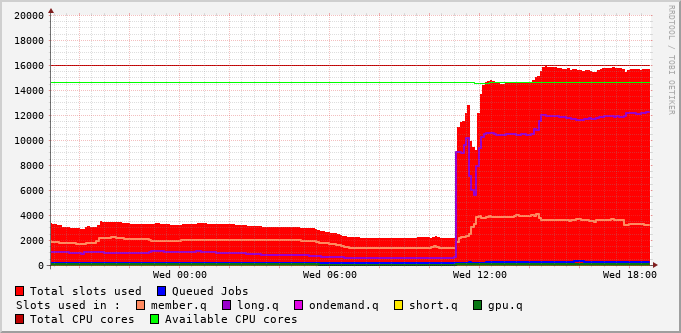 RRDTOOL / TOBI OETIKER
20000
18000
16000
14000
12000
10000
8000
6000
4000
2000
0
Wed 00:00 Wed 06:00 Wed 12:00 Wed 18:00
Total slots used Queued Jobs
Slots used in : member.q long.q ondemand.q short.q gpu.q
Total CPU cores Available CPU cores